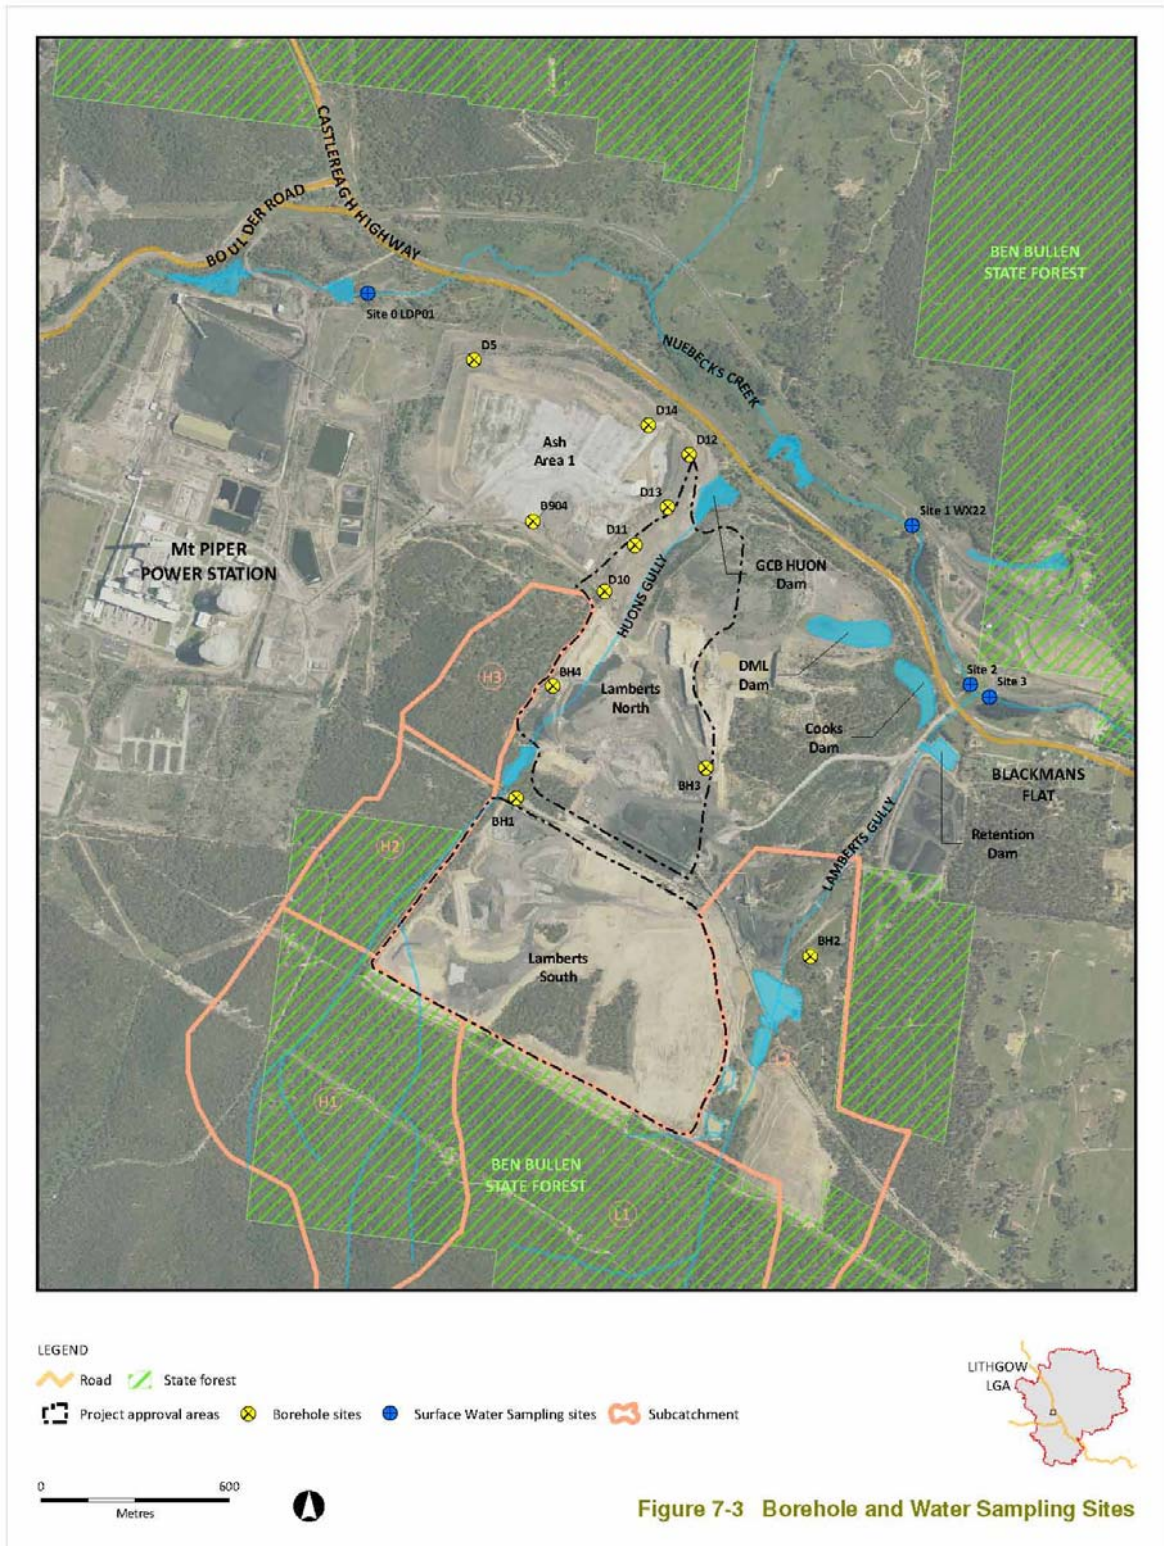 CASTLEREAGH HIGHWAY
BOULDER ROAD
BEN BULLEN
STATE FOREST
Site 0 LDP01
NUEBECKS CREEK
D5
D14
D12
Ash
Area 1
D13
B904
Site 1 WX22
D11
Mt PIPER
POWER STATION
GCB HUON
Dam
D10
HUONS GULLY
H3
BH4
DML
Dam
Site 2
Site 3
Lamberts
North
Cooks
Dam
BH3
BLACKMANS
FLAT
BH1
H2
Retention
Dam
LAMBERTS GULLY
BH2
Lamberts
South
H1
BEN BULLEN
STATE FOREST
L1
LEGEND
Road
State forest
Project approval areas
Borehole sites
Surface Water Sampling sites
Subcatchment
LITHGOW
LGA
0
600
Metres
Figure 7-3 Borehole and Water Sampling Sites